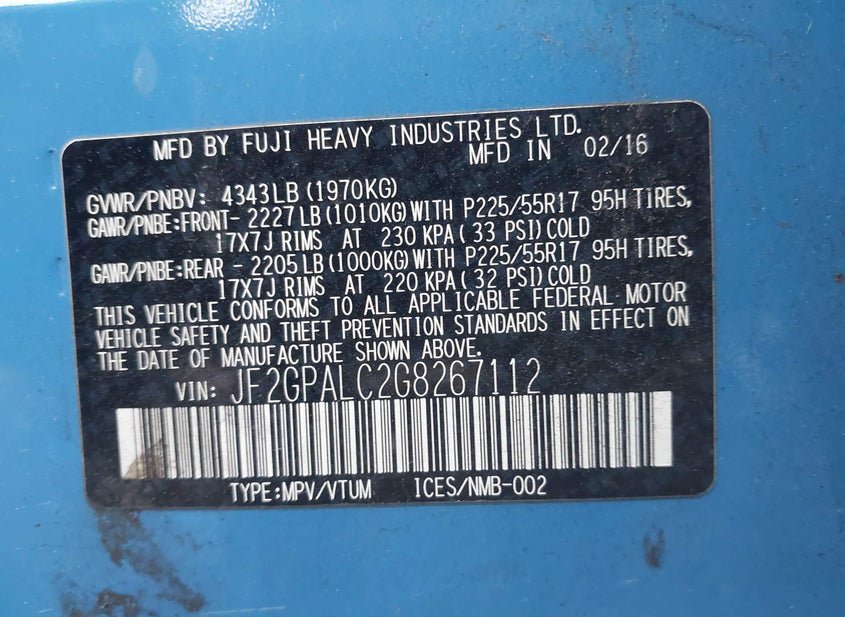 MFD BY FUJI HEAVY INDUSTRIES LTD.
MFD IN 02/16
GVWR/PNBV: 4343LB (1970KG)
GAWR/PNBE:FRONT- 2227LB (1010KG) WITH P225/55R17 95H TIRES,
17X7J RIMS AT 230 KPA( 33 PSI) COLD
GAWR/PNBE:REAR - 2205LB (1000KG) WITH P225/55R17 95H TIRES,
17X7J RIMS AT 220 KPA( 32 PSI) COLD
THIS VEHICLE CONFORMS TO ALL APPLICABLE FEDERAL MOTOR
VEHICLE SAFETY AND THEFT PREVENTION STANDARDS IN EFFECT ON
THE DATE OF MANUFACTURE SHOWN ABOVE.
VIN: JF2GPALC2G8267112
TYPE:MPV/VTUM ICES/NMB-002